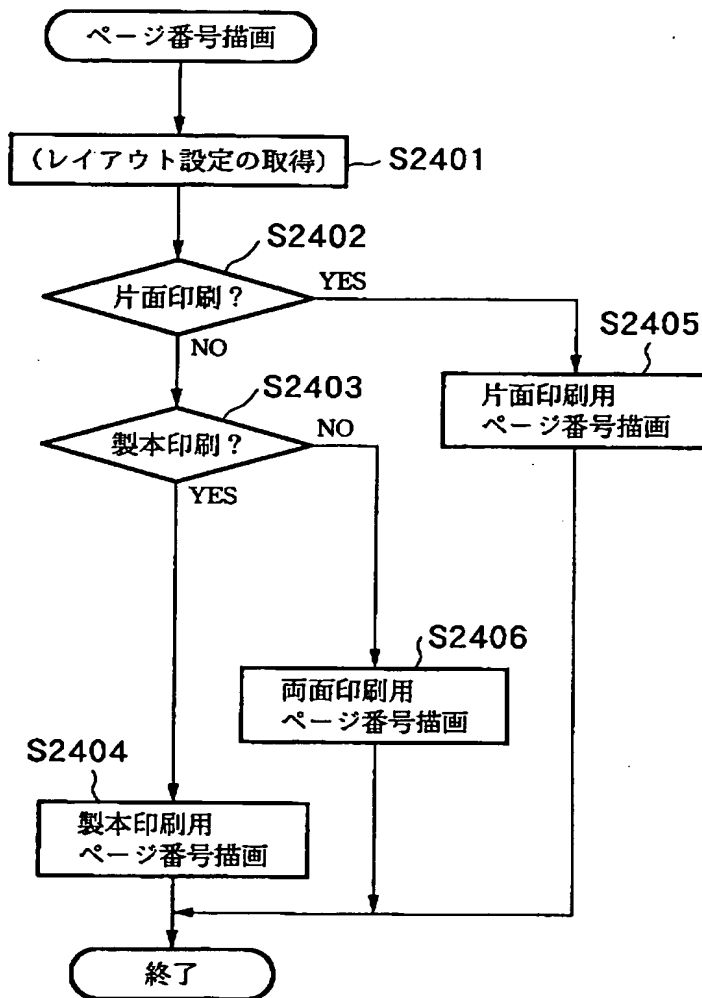 ページ番号描画
(レイアウト設定の取得)
S2401
S2402
片面印刷?
YES
NO
S2405
片面印刷用
ページ番号描画
S2403
製本印刷?
NO
YES
S2406
両面印刷用
ページ番号描画
S2404
製本印刷用
ページ番号描画
終了